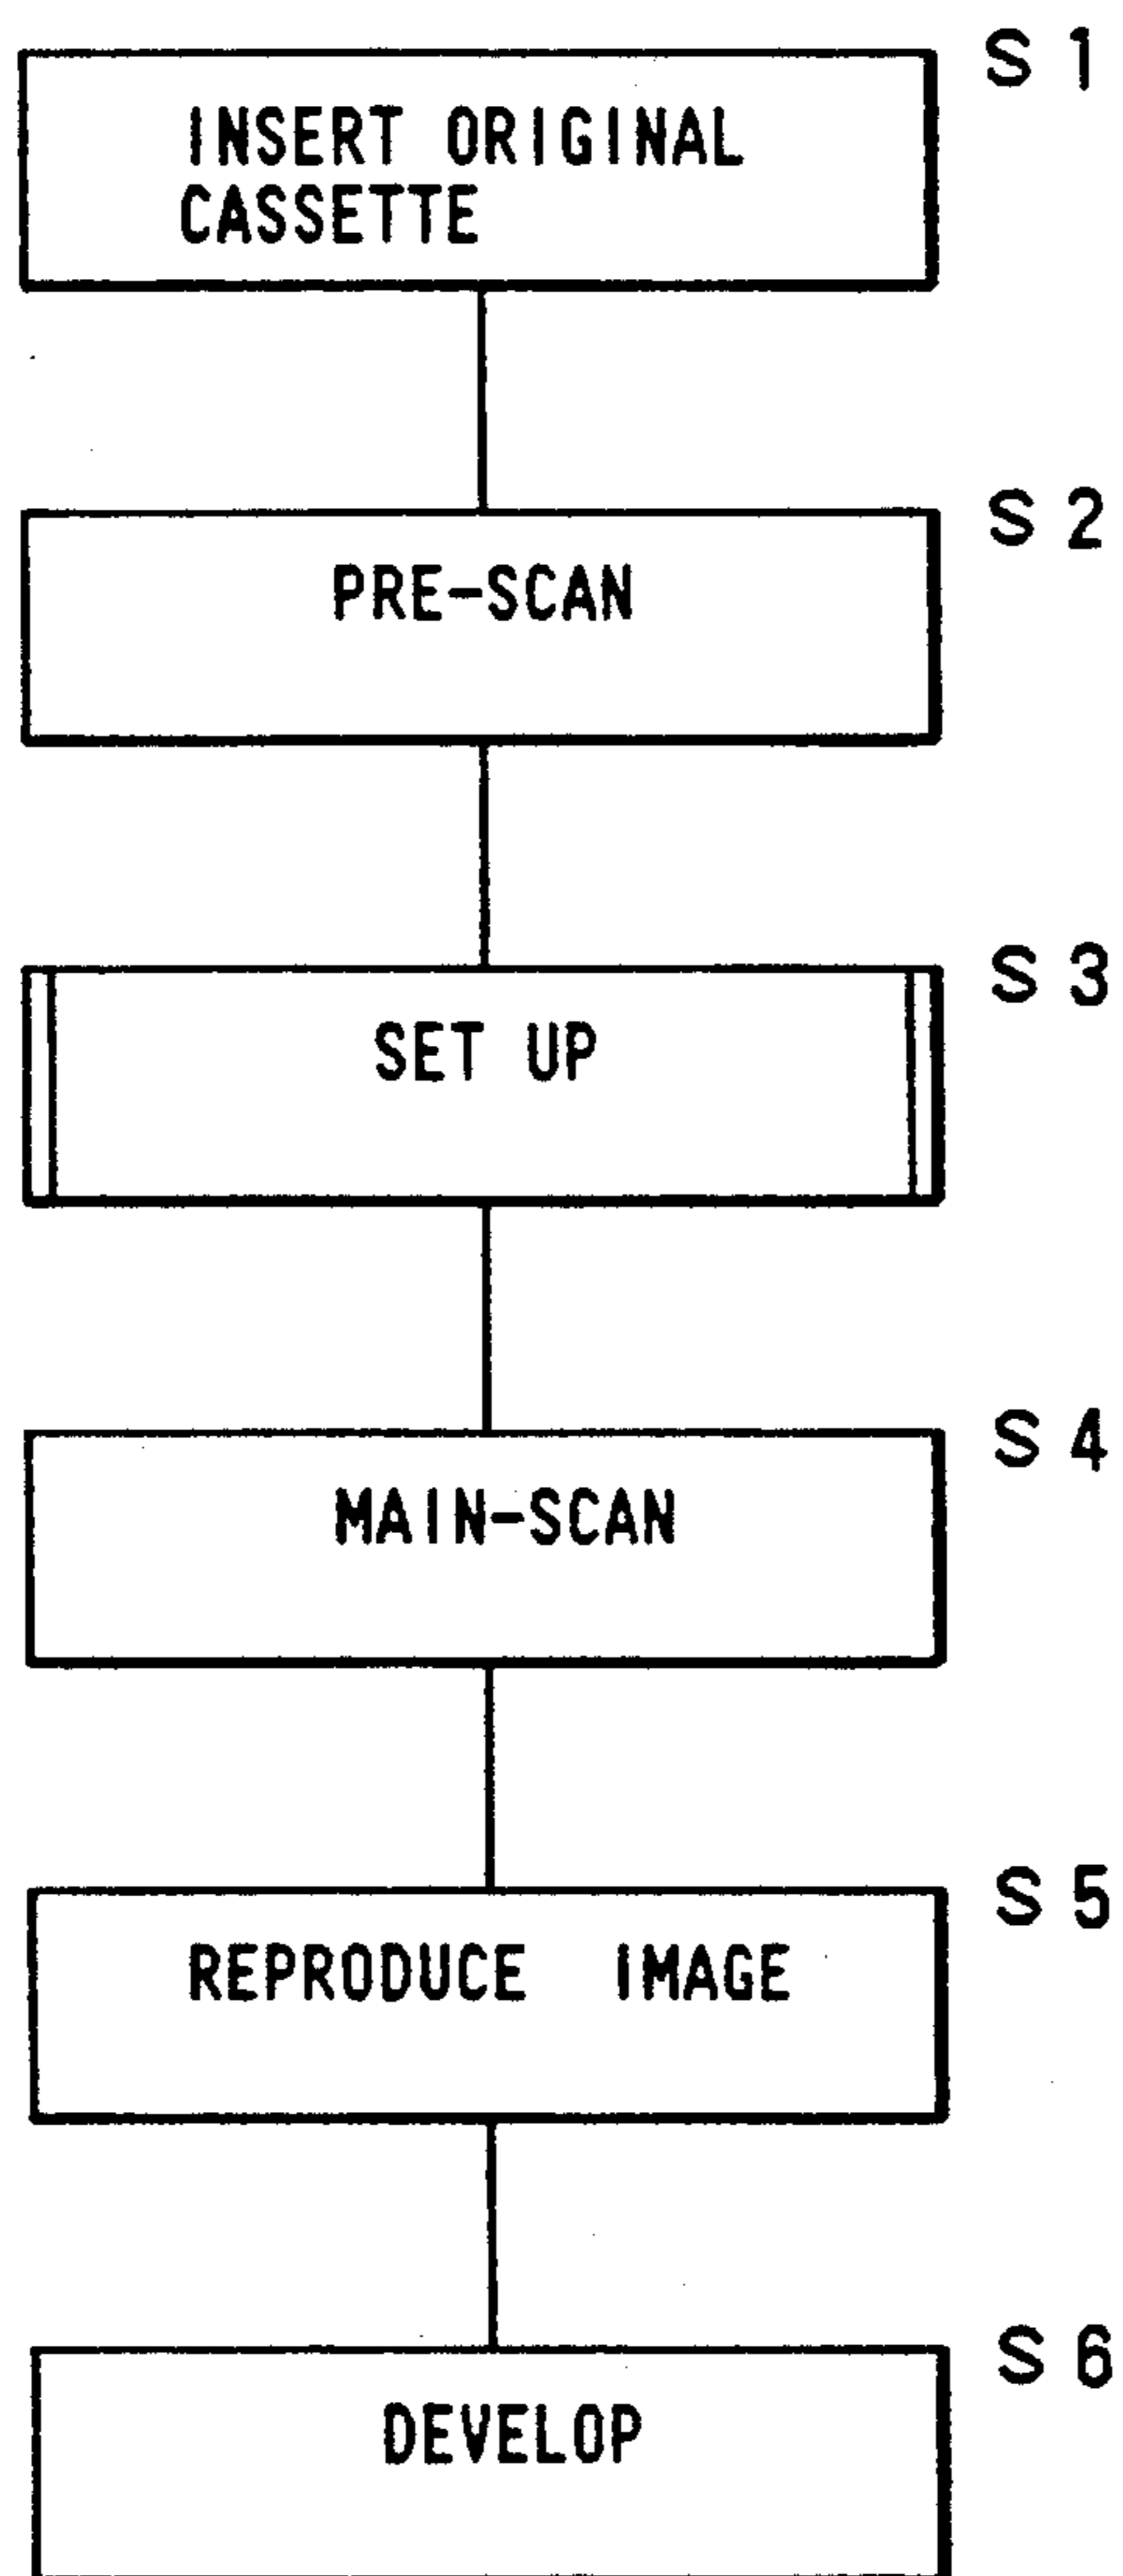 S 1
INSERT ORIGINAL
CASSETTE
S 2
PRE-SCAN
S 3
SET UP
S 4
MAIN-SCAN
S 5
REPRODUCE IMAGE
S 6
DEVELOP